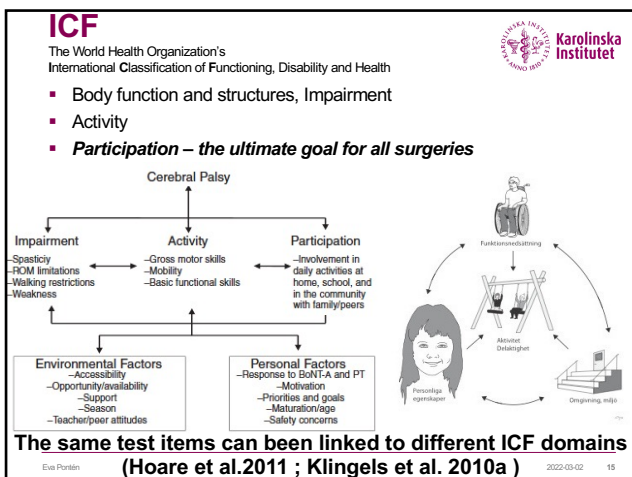 ICF
The World Health Organization's
International Classification of Functioning, Disability and Health
KAROLINSKA INSTITUTET
ANNO 1810
Karolinska
Institutet
▪ Body function and structures, Impairment
▪ Activity
▪ Participation – the ultimate goal for all surgeries
Cerebral Palsy
Impairment
–Spasticiy
–ROM limitations
–Walking restrictions
–Weakness
Activity
–Gross motor skills
–Mobility
–Basic functional skills
Participation
–Involvement in
daily activities at
home, school, and
in the community
with family/peers
Environmental Factors
–Accessibility
–Opportunity/availability
–Support
–Season
–Teacher/peer attitudes
Personal Factors
–Response to BoNT-A and PT
–Motivation
–Priorities and goals
–Maturation/age
–Safety concerns
Funktionsnedsättning
Aktivitet
Delaktighet
Personliga
egenskaper
Omgivning, miljö
The same test items can been linked to different ICF domains
(Hoare et al.2011 ; Klingels et al. 2010a )
Eva Pontén
2022-03-02
15